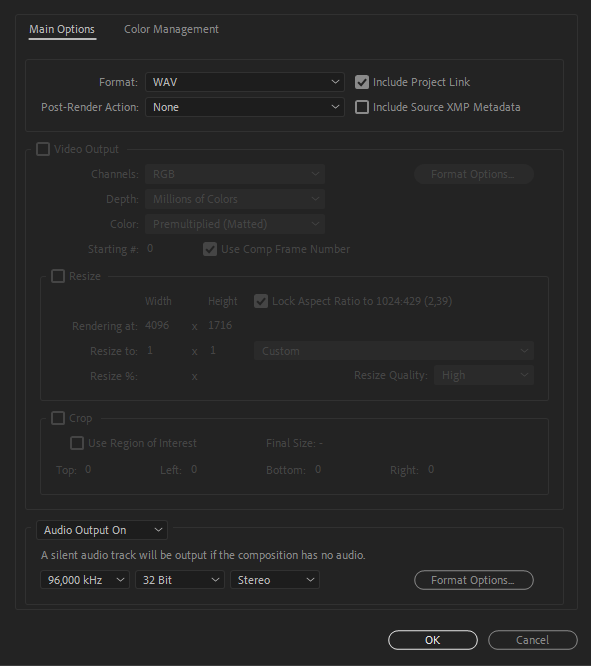 Main Options Color Management
Format: WAV Include Project Link
Post-Render Action: None Include Source XMP Metadata
Video Output
Channels: RGB Format Options...
Depth: Millions of Colors
Color: Premultiplied (Matted)
Starting #: 0 Use Comp Frame Number
Resize
Width Height Lock Aspect Ratio to 1024:429 (2,39)
Rendering at: 4096 x 1716
Resize to: 1 x 1 Custom
Resize %: x Resize Quality: High
Crop
Use Region of Interest Final Size: -
Top: 0 Left: 0 Bottom: 0 Right: 0
Audio Output On
A silent audio track will be output if the composition has no audio.
96,000 kHz 32 Bit Stereo Format Options...
OK Cancel